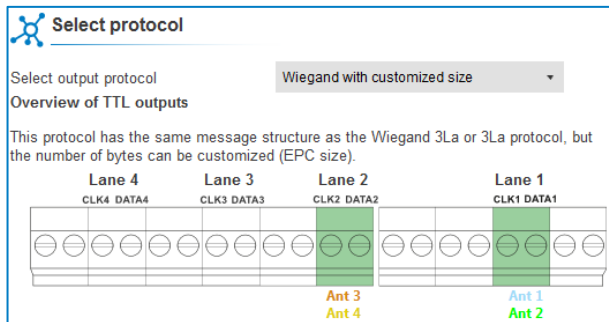 Select protocol
Select output protocol Wiegand with customized size
Overview of TTL outputs
This protocol has the same message structure as the Wiegand 3La or 3La protocol, but
the number of bytes can be customized (EPC size).
Lane 4 Lane 3 Lane 2 Lane 1
CLK4 DATA4 CLK3 DATA3 CLK2 DATA2 CLK1 DATA1
Ant 3 Ant 1
Ant 4 Ant 2